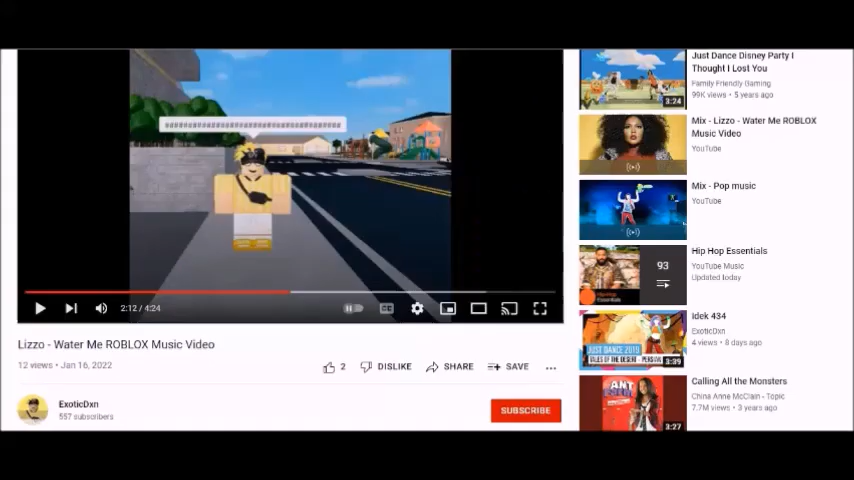 ##################################
2:12 / 4:24
CC
Lizzo - Water Me ROBLOX Music Video
12 views • Jan 16, 2022
2
DISLIKE
SHARE
SAVE
...
ExoticDxn
557 subscribers
SUBSCRIBE
3:24
Just Dance Disney Party I
Thought I Lost You
Family Friendly Gaming
99K views • 5 years ago
Mix - Lizzo - Water Me ROBLOX
Music Video
YouTube
Mix - Pop music
YouTube
93
Hip Hop Essentials
YouTube Music
Updated today
JUST DANCE 2019
3:39
Idek 434
ExoticDxn
4 views • 8 days ago
ANT
3:27
Calling All the Monsters
China Anne McClain - Topic
7.7M views • 3 years ago